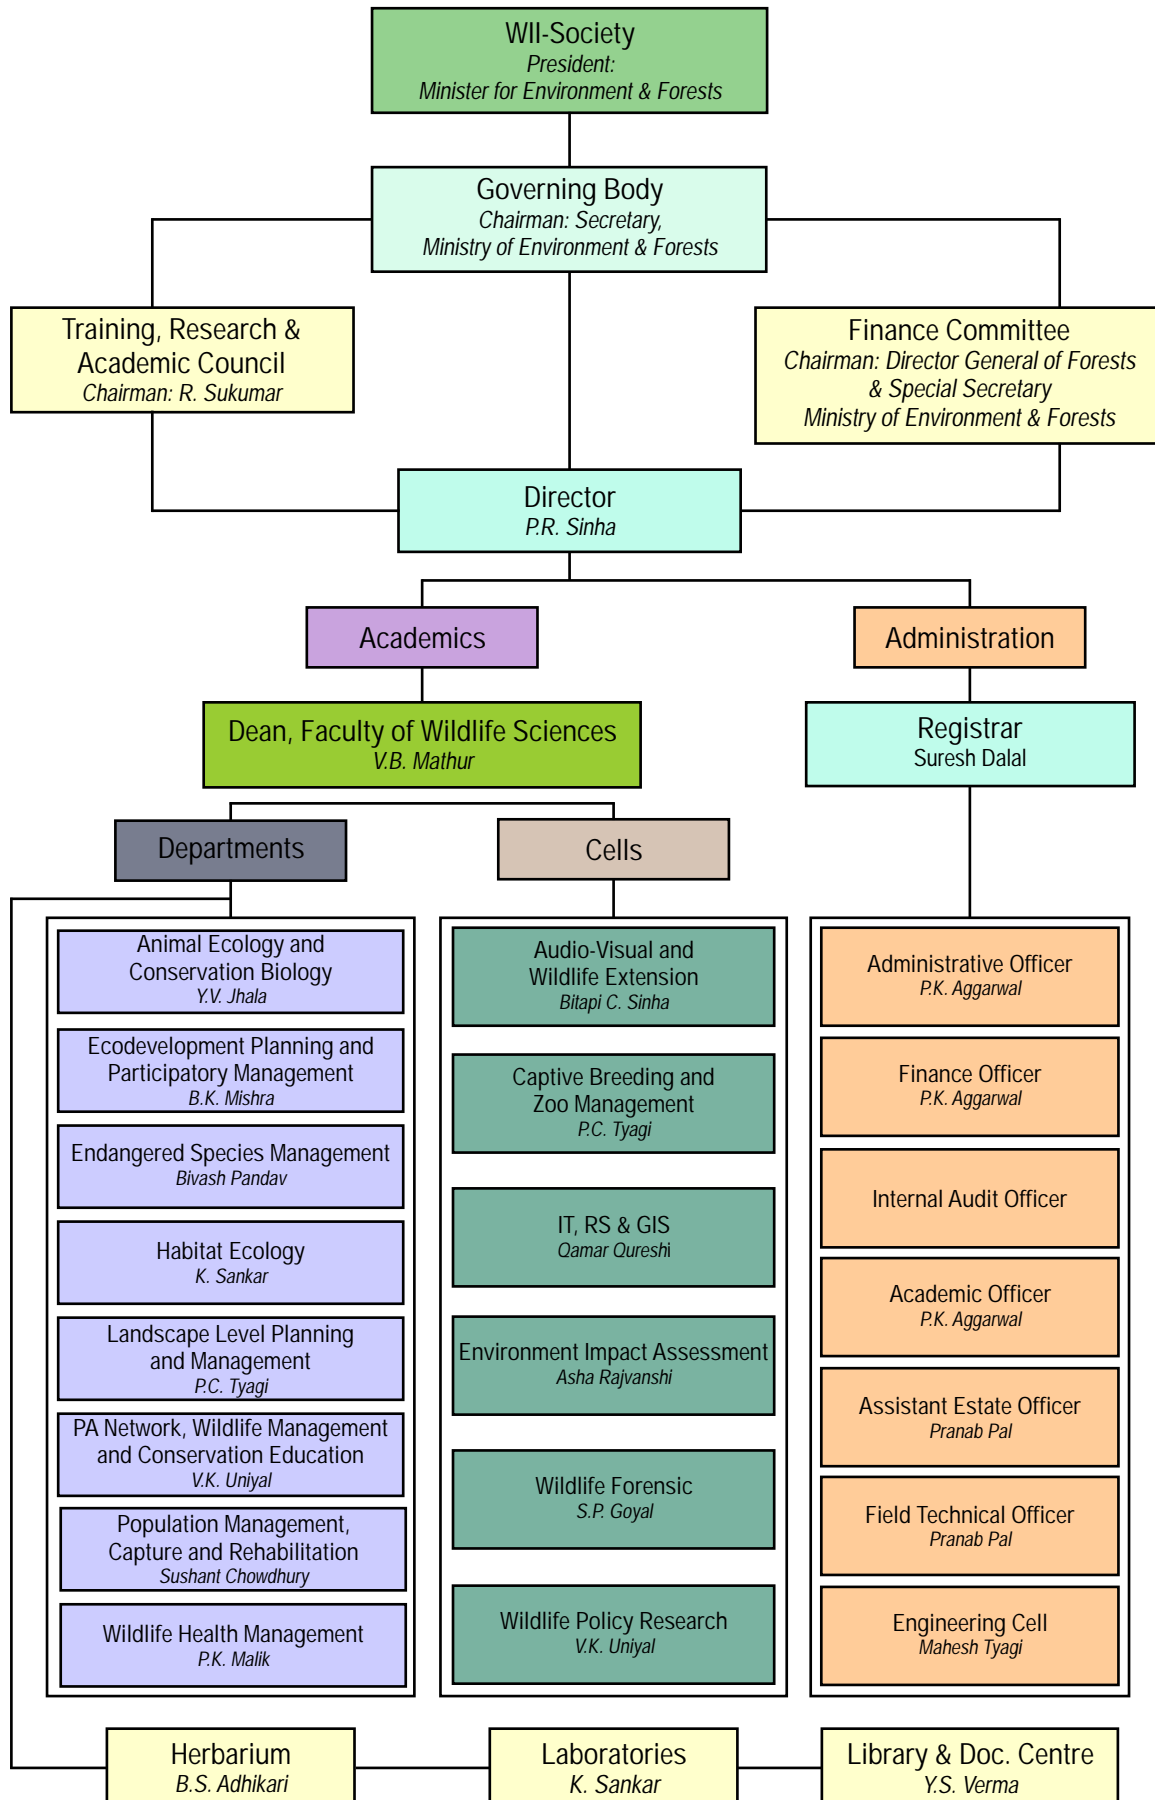 WII-Society
President:
Minister for Environment & Forests
Governing Body
Chairman: Secretary,
Ministry of Environment & Forests
Training, Research &
Academic Council
Chairman: R. Sukumar
Finance Committee
Chairman: Director General of Forests
& Special Secretary
Ministry of Environment & Forests
Director
P.R. Sinha
Academics
Administration
Dean, Faculty of Wildlife Sciences
V.B. Mathur
Registrar
Suresh Dalal
Departments
Cells
Animal Ecology and
Conservation Biology
Y.V. Jhala
Ecodevelopment Planning and
Participatory Management
B.K. Mishra
Endangered Species Management
Bivash Pandav
Habitat Ecology
K. Sankar
Landscape Level Planning
and Management
P.C. Tyagi
PA Network, Wildlife Management
and Conservation Education
V.K. Uniyal
Population Management,
Capture and Rehabilitation
Sushant Chowdhury
Wildlife Health Management
P.K. Malik
Audio-Visual and
Wildlife Extension
Bitapi C. Sinha
Captive Breeding and
Zoo Management
P.C. Tyagi
IT, RS & GIS
Qamar Qureshi
Environment Impact Assessment
Asha Rajvanshi
Wildlife Forensic
S.P. Goyal
Wildlife Policy Research
V.K. Uniyal
Administrative Officer
P.K. Aggarwal
Finance Officer
P.K. Aggarwal
Internal Audit Officer
Academic Officer
P.K. Aggarwal
Assistant Estate Officer
Pranab Pal
Field Technical Officer
Pranab Pal
Engineering Cell
Mahesh Tyagi
Herbarium
B.S. Adhikari
Laboratories
K. Sankar
Library & Doc. Centre
Y.S. Verma